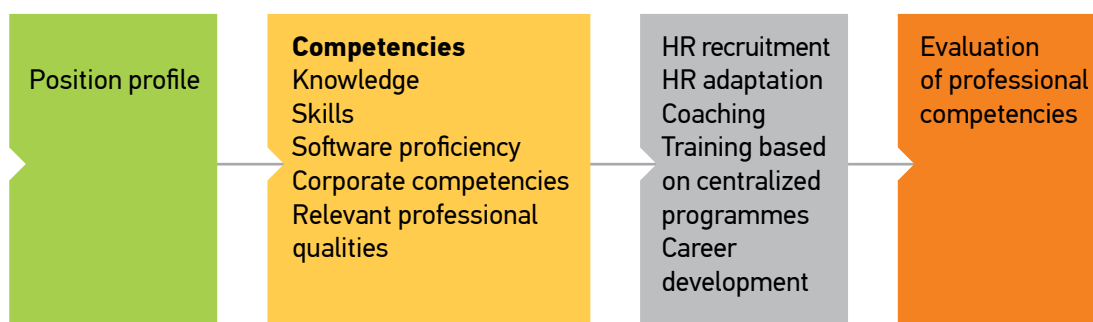 Position profile
Competencies
Knowledge
Skills
Software proficiency
Corporate competencies
Relevant professional
qualities
HR recruitment
HR adaptation
Coaching
Training based
on centralized
programmes
Career
development
Evaluation
of professional
competencies